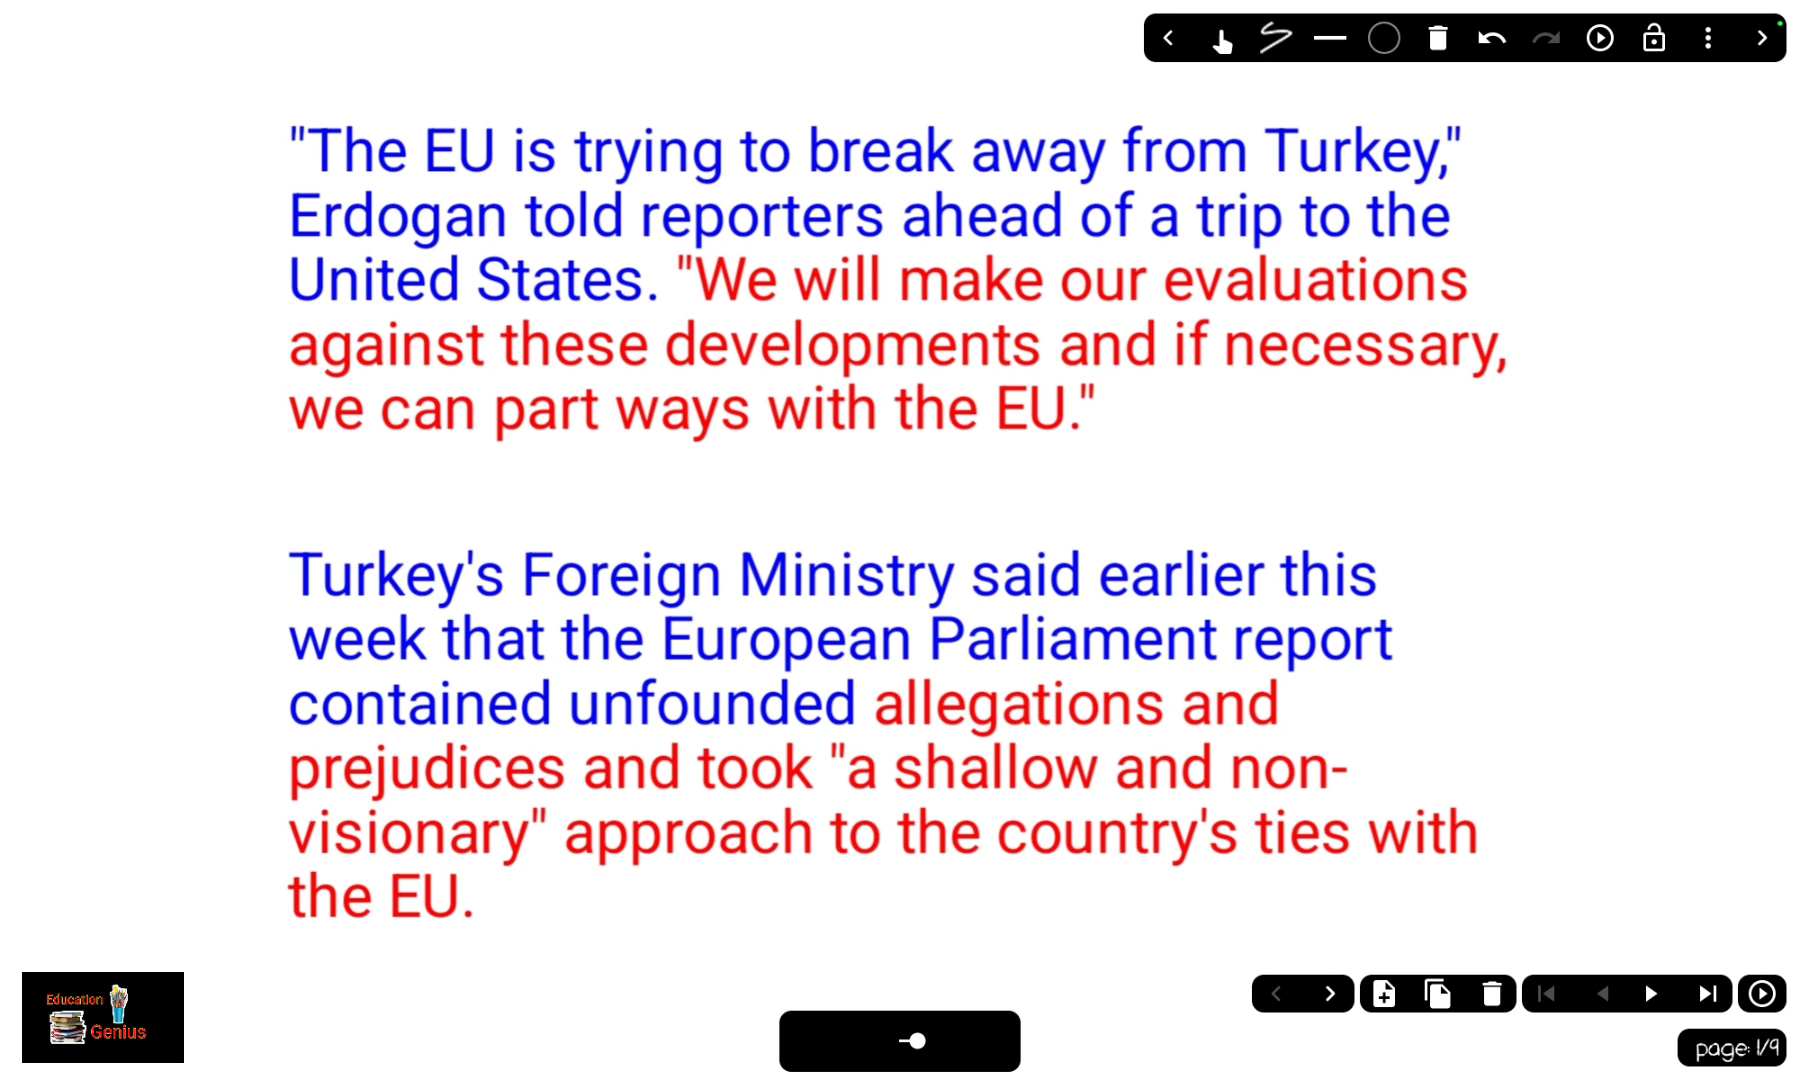 "The EU is trying to break away from Turkey,"
Erdogan told reporters ahead of a trip to the
United States. "We will make our evaluations
against these developments and if necessary,
we can part ways with the EU."
Turkey's Foreign Ministry said earlier this
week that the European Parliament report
contained unfounded allegations and
prejudices and took "a shallow and non-
visionary" approach to the country's ties with
the EU.
Education
Genius
page: 1/9